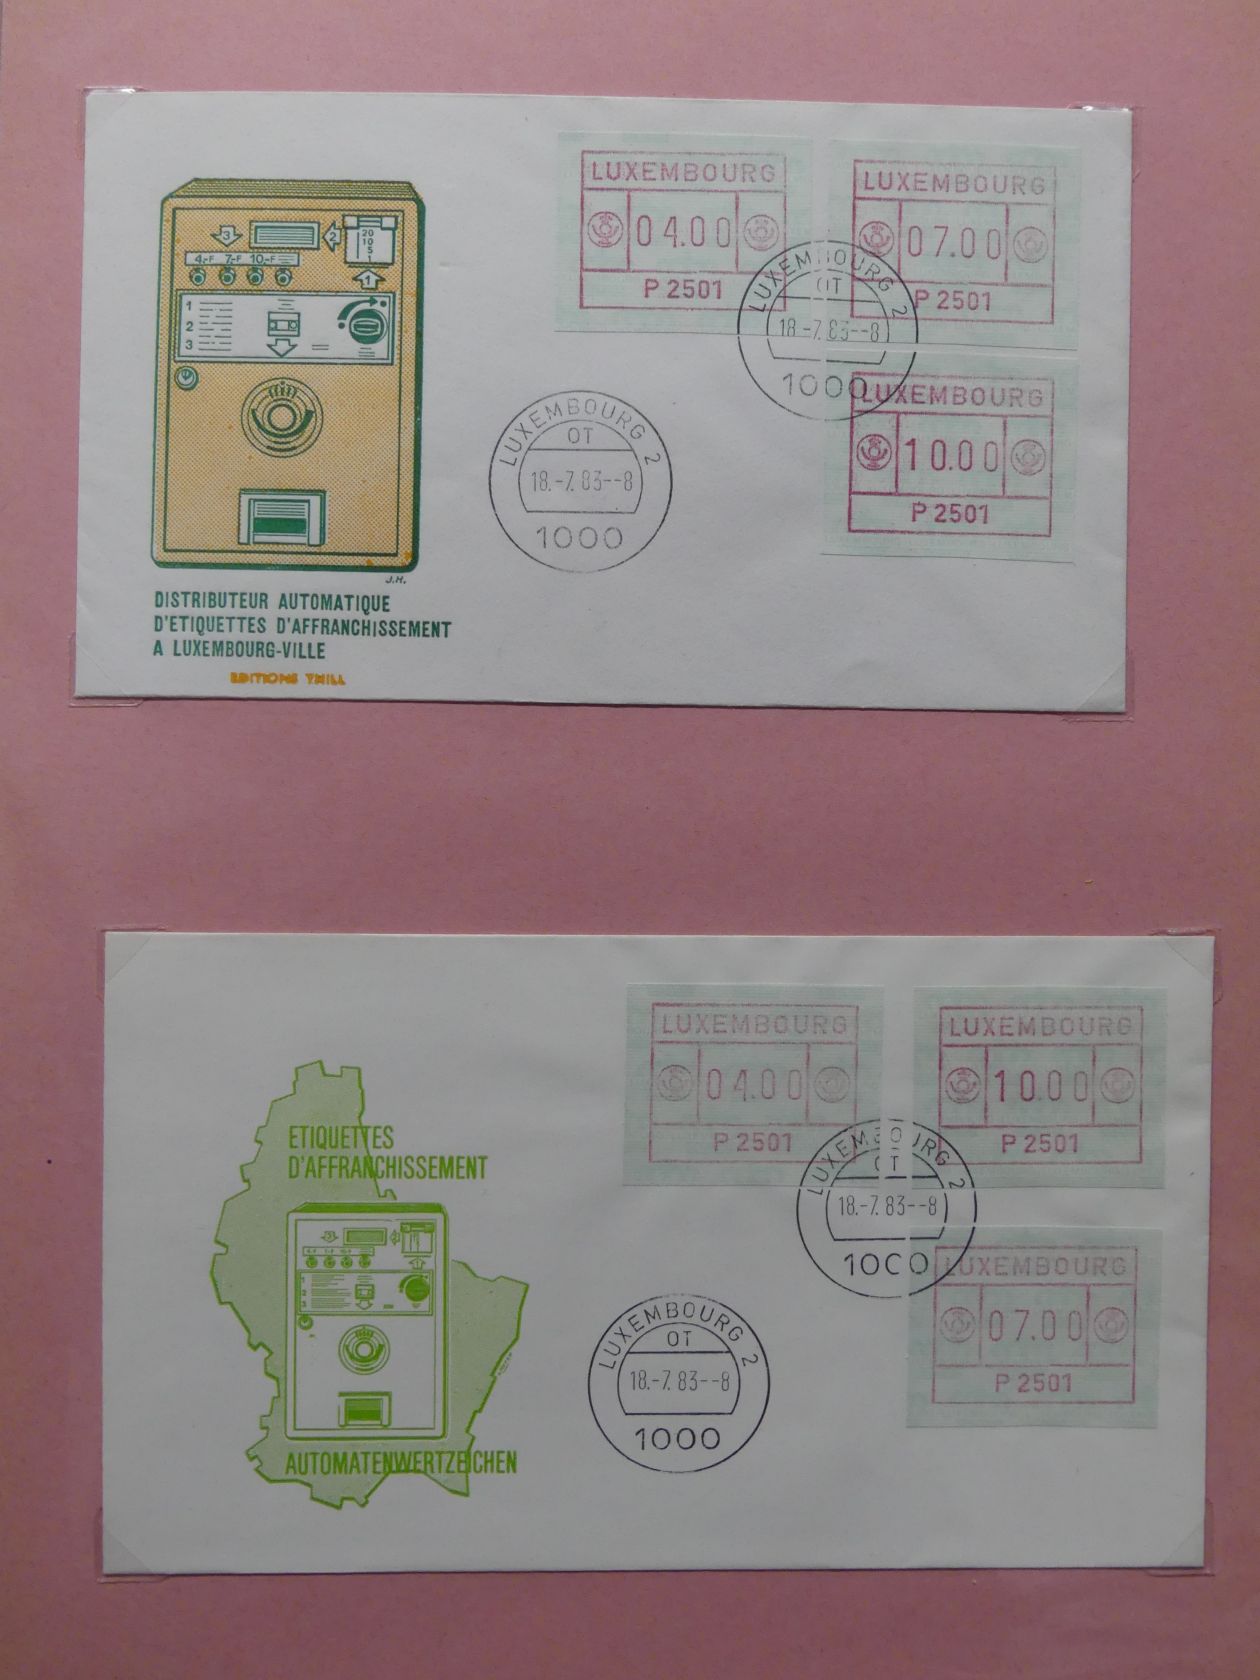 LUXEMBOURG
04.00
P 2501
LUXEMBOURG
07.00
P 2501
LUXEMBOURG
10.00
P 2501
LUXEMBOURG 2
OT
18.-7.83--8
1000
LUXEMBOURG 2
OT
18.-7.83--8
1000
3
2
20
10
5
1
4,-F 7,-F 10,-F
1
1
2
3
J.H.
DISTRIBUTEUR AUTOMATIQUE
D'ETIQUETTES D'AFFRANCHISSEMENT
A LUXEMBOURG-VILLE
EDITIONS THILL
LUXEMBOURG
04.00
P 2501
LUXEMBOURG
10.00
P 2501
LUXEMBOURG
07.00
P 2501
LUXEMBOURG 2
OT
18.-7.83--8
1000
LUXEMBOURG 2
OT
18.-7.83--8
1000
ETIQUETTES
D'AFFRANCHISSEMENT
AUTOMATENWERTZEICHEN